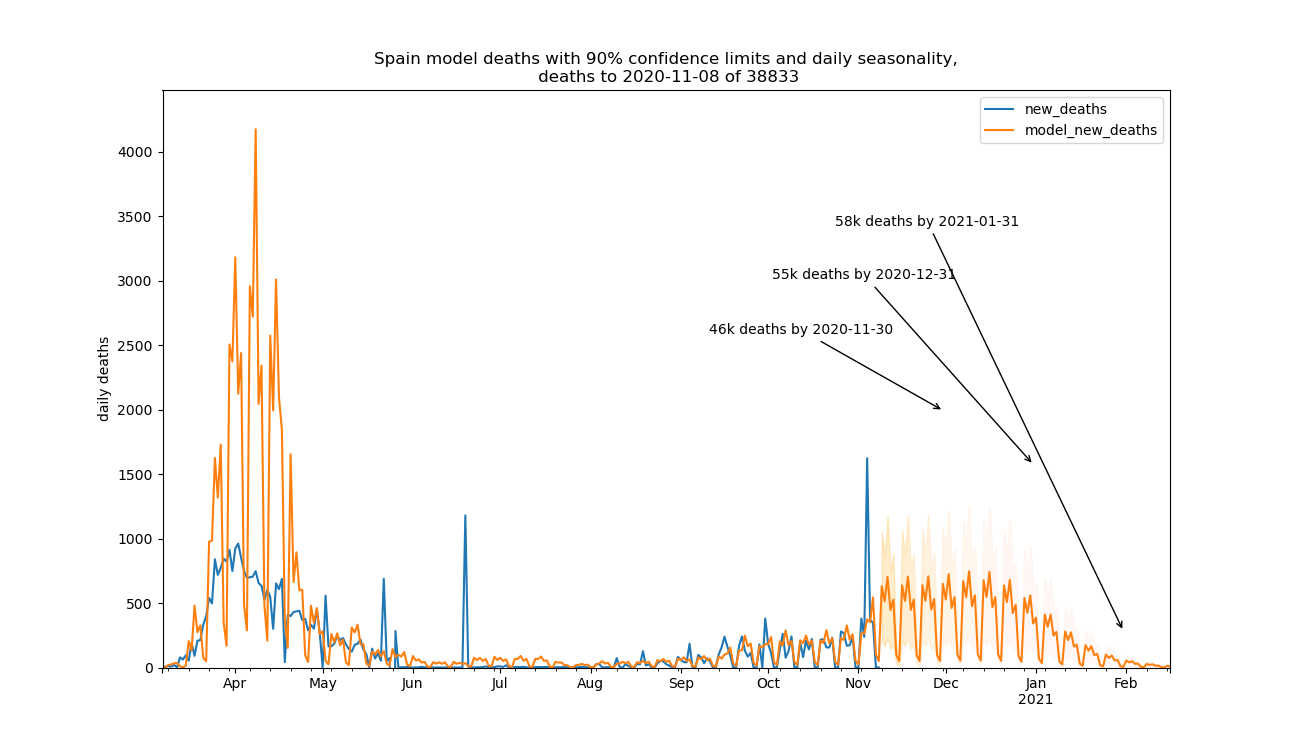 Spain model deaths with 90% confidence limits and daily seasonality,
deaths to 2020-11-08 of 38833
new_deaths
model_new_deaths
daily deaths
4000
3500
3000
2500
2000
1500
1000
500
0
58k deaths by 2021-01-31
55k deaths by 2020-12-31
46k deaths by 2020-11-30
Apr May Jun Jul Aug Sep Oct Nov Dec Jan Feb
2021